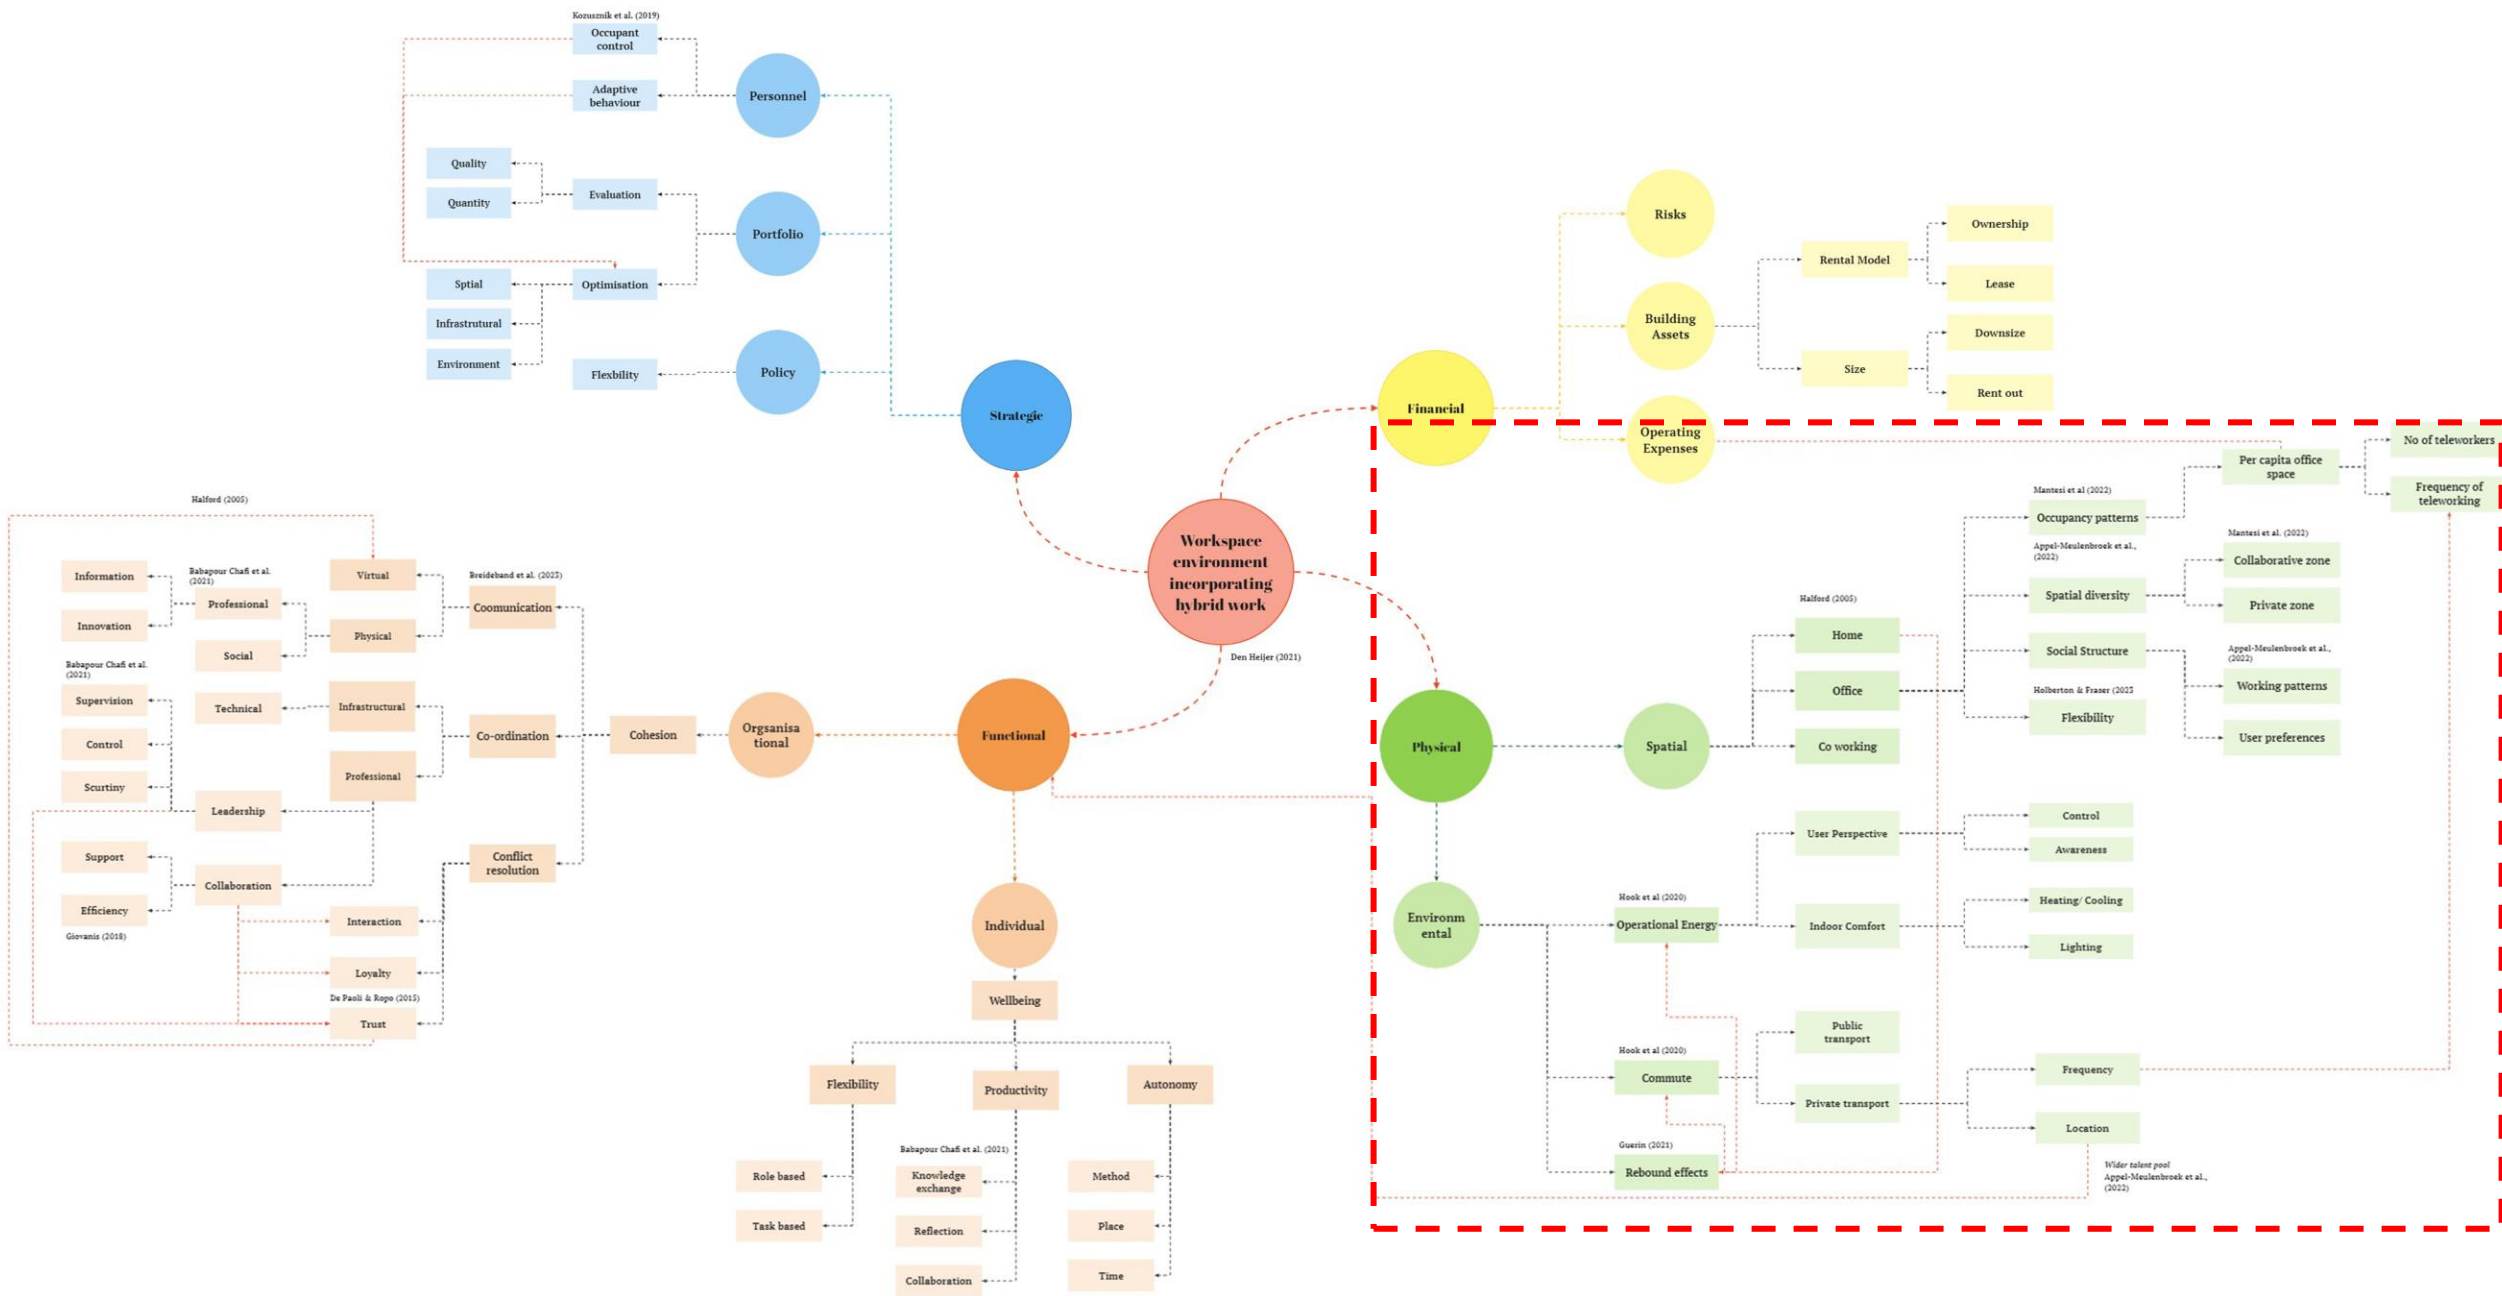 Kozusznik et al. (2019)
Occupant
control
Adaptive
behaviour
Personnel
Quality
Quantity
Evaluation
Portfolio
Sptial
Optimisation
Infrastrutural
Environment
Flexbility
Policy
Strategic
Risks
Ownership
Rental Model
Lease
Building
Assets
Downsize
Size
Rent out
Financial
Operating
Expenses
No of teleworkers
Per capita office
space
Frequency of
teleworking
Mantesi et al (2022)
Occupancy patterns
Appel-Meulenbroek et al.,
(2022)
Mantesi et al. (2022)
Collaborative zone
Spatial diversity
Private zone
Halford (2005)
Home
Social Structure
Appel-Meulenbroek et al.,
(2022)
Working patterns
Office
Holberton & Fraser (2023
Flexibility
User preferences
Co working
Spatial
Physical
Workspace
environment
incorporating
hybrid work
Den Heijer (2021)
Halford (2005)
Virtual
Breideband et al. (2023)
Coomunication
Babapour Chafi et al.
(2021)
Information
Professional
Innovation
Physical
Social
Babapour Chafi et al.
(2021)
Supervision
Technical
Infrastructural
Control
Co-ordination
Cohesion
Orgsanisa
tional
Functional
Professional
Scurtiny
Leadership
Support
Conflict
resolution
Collaboration
Efficiency
Giovanis (2018)
Interaction
Loyalty
De Paoli & Ropo (2015)
Trust
Individual
Wellbeing
Flexibility
Productivity
Autonomy
Role based
Task based
Babapour Chafi et al. (2021)
Knowledge
exchange
Reflection
Collaboration
Method
Place
Time
Environm
ental
Hook et al (2020)
Operational Energy
User Perspective
Control
Awareness
Indoor Comfort
Heating/ Cooling
Lighting
Hook et al (2020)
Commute
Public
transport
Private transport
Frequency
Location
Guerin (2021)
Rebound effects
Wider talent pool
Appel-Meulenbroek et al.,
(2022)